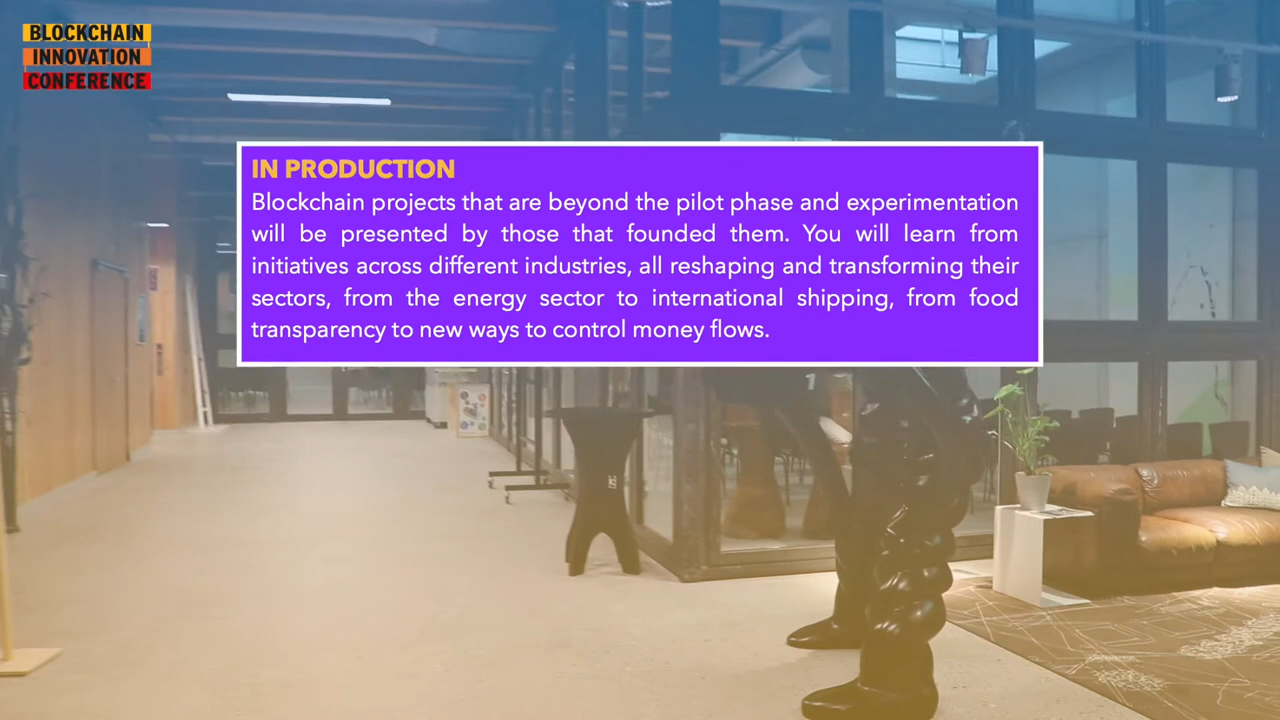 BLOCKCHAIN
INNOVATION
CONFERENCE
IN PRODUCTION
Blockchain projects that are beyond the pilot phase and experimentation
will be presented by those that founded them. You will learn from
initiatives across different industries, all reshaping and transforming their
sectors, from the energy sector to international shipping, from food
transparency to new ways to control money flows.